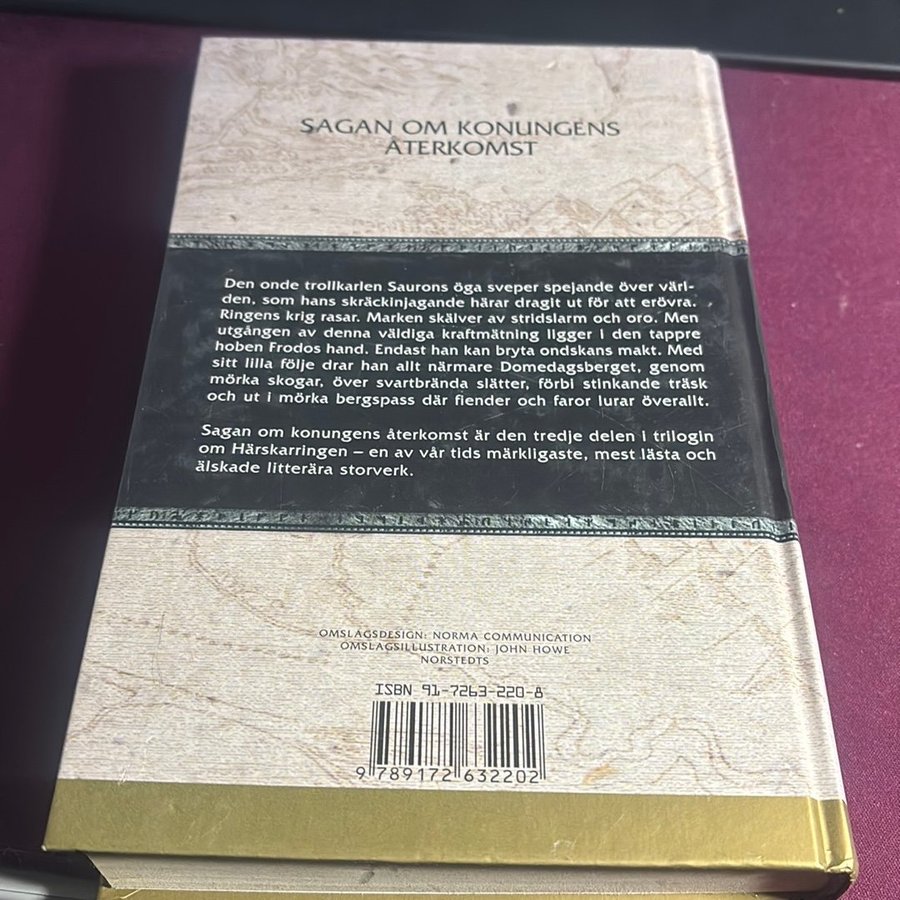 SAGAN OM KONUNGENS
ÅTERKOMST
Den onde trollkarlen Saurons öga sveper spejande över värl-
den, som hans skräckinjagande härar dragit ut för att erövra.
Ringens krig rasar. Marken skälver av stridslarm och oro. Men
utgången av denna väldiga kraftmätning ligger i den tappre
hoben Frodos hand. Endast han kan bryta ondskans makt. Med
sitt lilla följe drar han allt närmare Domedagsberget, genom
mörka skogar, över svartbrända slätter, förbi stinkande träsk
och ut i mörka bergspass där fiender och faror lurar överallt.
Sagan om konungens återkomst är den tredje delen i trilogin
om Härskarringen – en av vår tids märkligaste, mest lästa och
älskade litterära storverk.
OMSLAGSDESIGN: NORMA COMMUNICATION
OMSLAGSILLUSTRATION: JOHN HOWE
NORSTEDTS
ISBN 91-7263-220-8
9 789172 632202